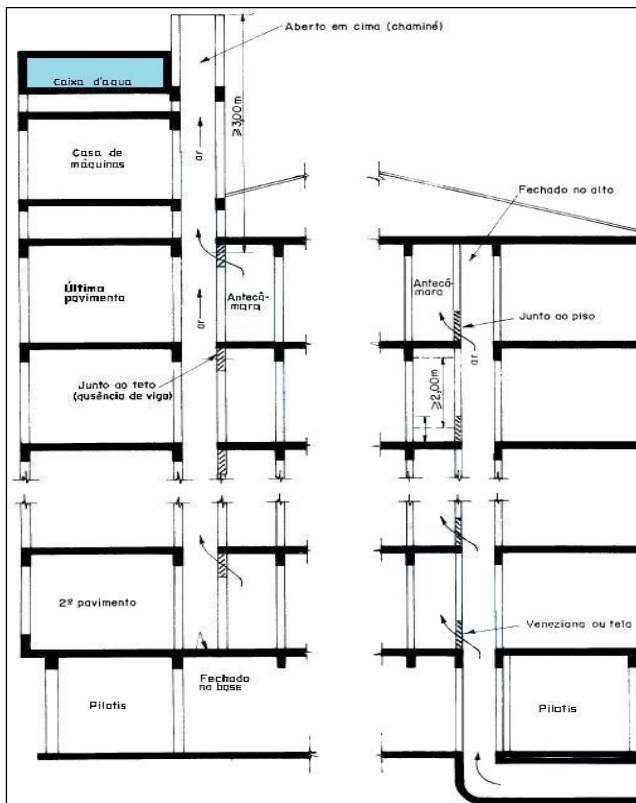 Aberto em cima (chaminé)
Caixa d'agua
≥3,00m
Casa de
máquinas
ar
Fechado no alto
Última
pavimento
ar
Antecâ-
mara
Antecâ-
mara
Junto ao piso
ar
Junto ao teto
(ausência de viga)
≥2,00m
2º pavimento
Veneziana ou tela
Fechado
na base
Pilotis
Pilotis